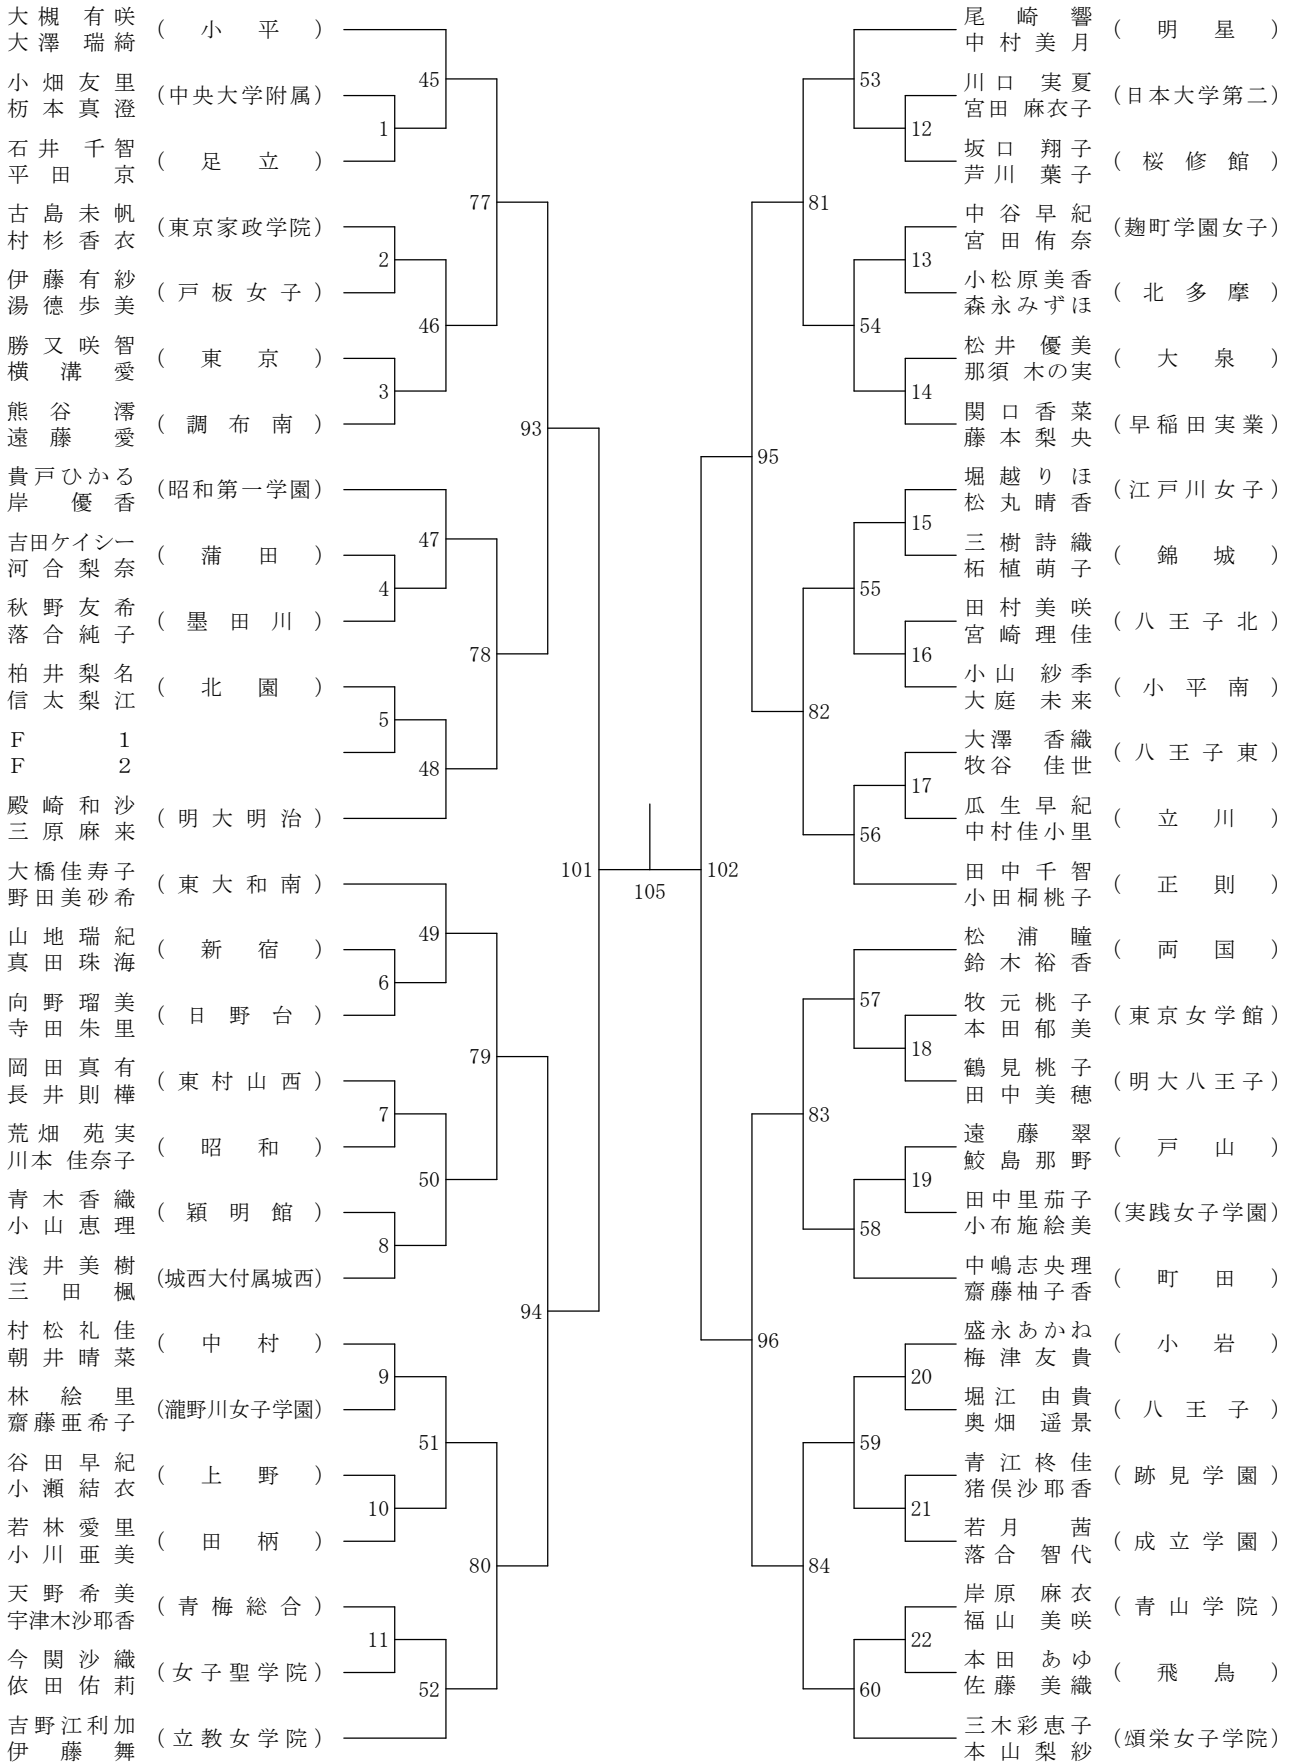 大槻有咲
大澤瑞綺
(小平)
小畑友里
栃本真澄
(中央大学附属)
石井千智
平田京
(足立)
古島未帆
村杉香衣
(東京家政学院)
伊藤有紗
湯德歩美
(戸板女子)
勝又咲智
横溝愛
(東京)
熊谷澪
遠藤愛
(調布南)
貴戸ひかる
岸優香
(昭和第一学園)
吉田ケイシー
河合梨奈
(蒲田)
秋野友希
落合純子
(墨田川)
柏井梨名
信太梨江
(北園)
F 1
F 2
殿崎和沙
三原麻来
(明大明治)
大橋佳寿子
野田美砂希
(東大和南)
山地瑞紀
真田珠海
(新宿)
向野瑠美
寺田朱里
(日野台)
岡田真有
長井則樺
(東村山西)
荒畑苑実
川本佳奈子
(昭和)
青木香織
小山恵理
(穎明館)
浅井美樹
三田楓
(城西大付属城西)
村松礼佳
朝井晴菜
(中村)
林絵里
齋藤亜希子
(瀧野川女子学園)
谷田早紀
小瀬結衣
(上野)
若林愛里
小川亜美
(田柄)
天野希美
宇津木沙耶香
(青梅総合)
今関沙織
依田佑莉
(女子聖学院)
吉野江利加
伊藤舞
(立教女学院)
1
2
3
4
5
6
7
8
9
10
11
45
46
47
48
49
50
51
52
77
78
79
80
93
94
101
105
102
95
96
81
82
83
84
53
54
55
56
57
58
59
60
12
13
14
15
16
17
18
19
20
21
22
尾崎響
中村美月
(明星)
川口実夏
宮田麻衣子
(日本大学第二)
坂口翔子
芦川葉子
(桜修館)
中谷早紀
宮田侑奈
(麹町学園女子)
小松原美香
森永みずほ
(北多摩)
松井優美
那須木の実
(大泉)
関口香菜
藤本梨央
(早稲田実業)
堀越りほ
松丸晴香
(江戸川女子)
三樹詩織
柘植萌子
(錦城)
田村美咲
宮崎理佳
(八王子北)
小山紗季
大庭未来
(小平南)
大澤香織
牧谷佳世
(八王子東)
瓜生早紀
中村佳小里
(立川)
田中千智
小田桐桃子
(正則)
松浦瞳
鈴木裕香
(両国)
牧元桃子
本田郁美
(東京女学館)
鶴見桃子
田中美穂
(明大八王子)
遠藤翠
鮫島那野
(戸山)
田中里茄子
小布施絵美
(実践女子学園)
中嶋志央理
齋藤柚子香
(町田)
盛永あかね
梅津友貴
(小岩)
堀江由貴
奥畑遥景
(八王子)
青江柊佳
猪俣沙耶香
(跡見学園)
若月茜
落合智代
(成立学園)
岸原麻衣
福山美咲
(青山学院)
本田あゆ
佐藤美織
(飛鳥)
三木彩恵子
本山梨紗
(頌栄女子学院)